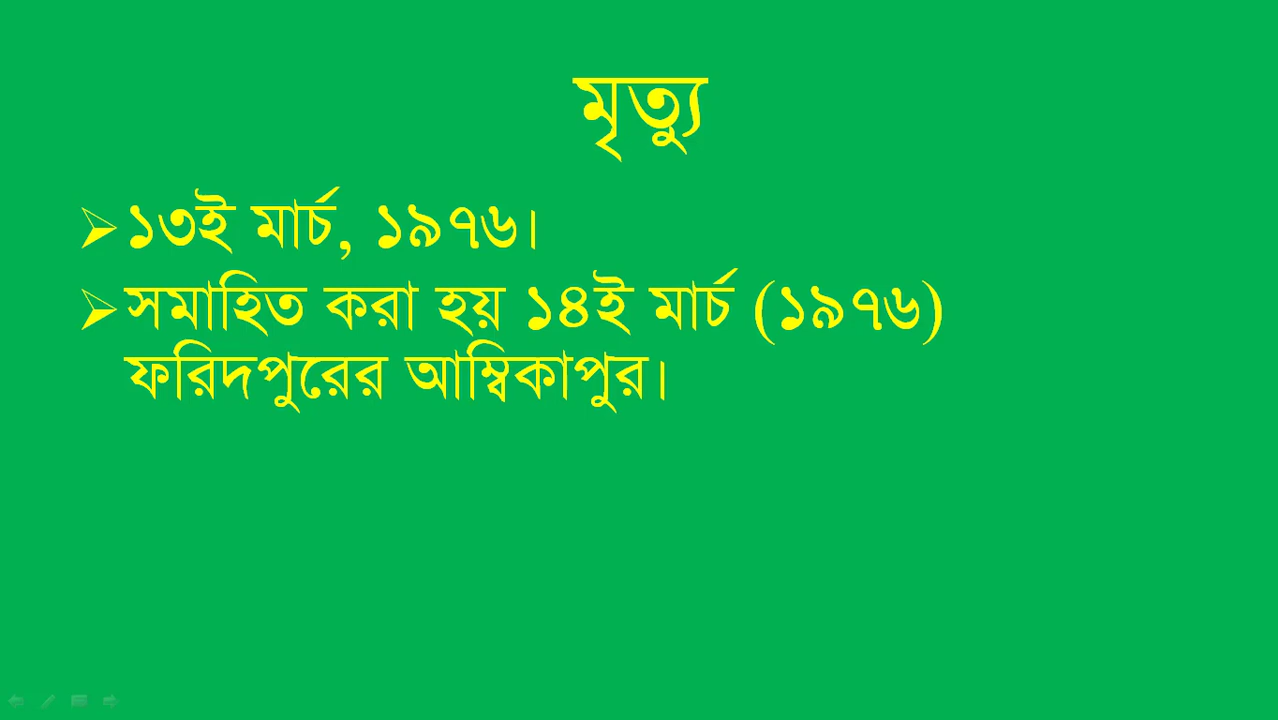 মৃত্যু
➢১৩ই মার্চ, ১৯৭৬।
➢সমাহিত করা হয় ১৪ই মার্চ (১৯৭৬)
ফরিদপুরের আম্বিকাপুর।